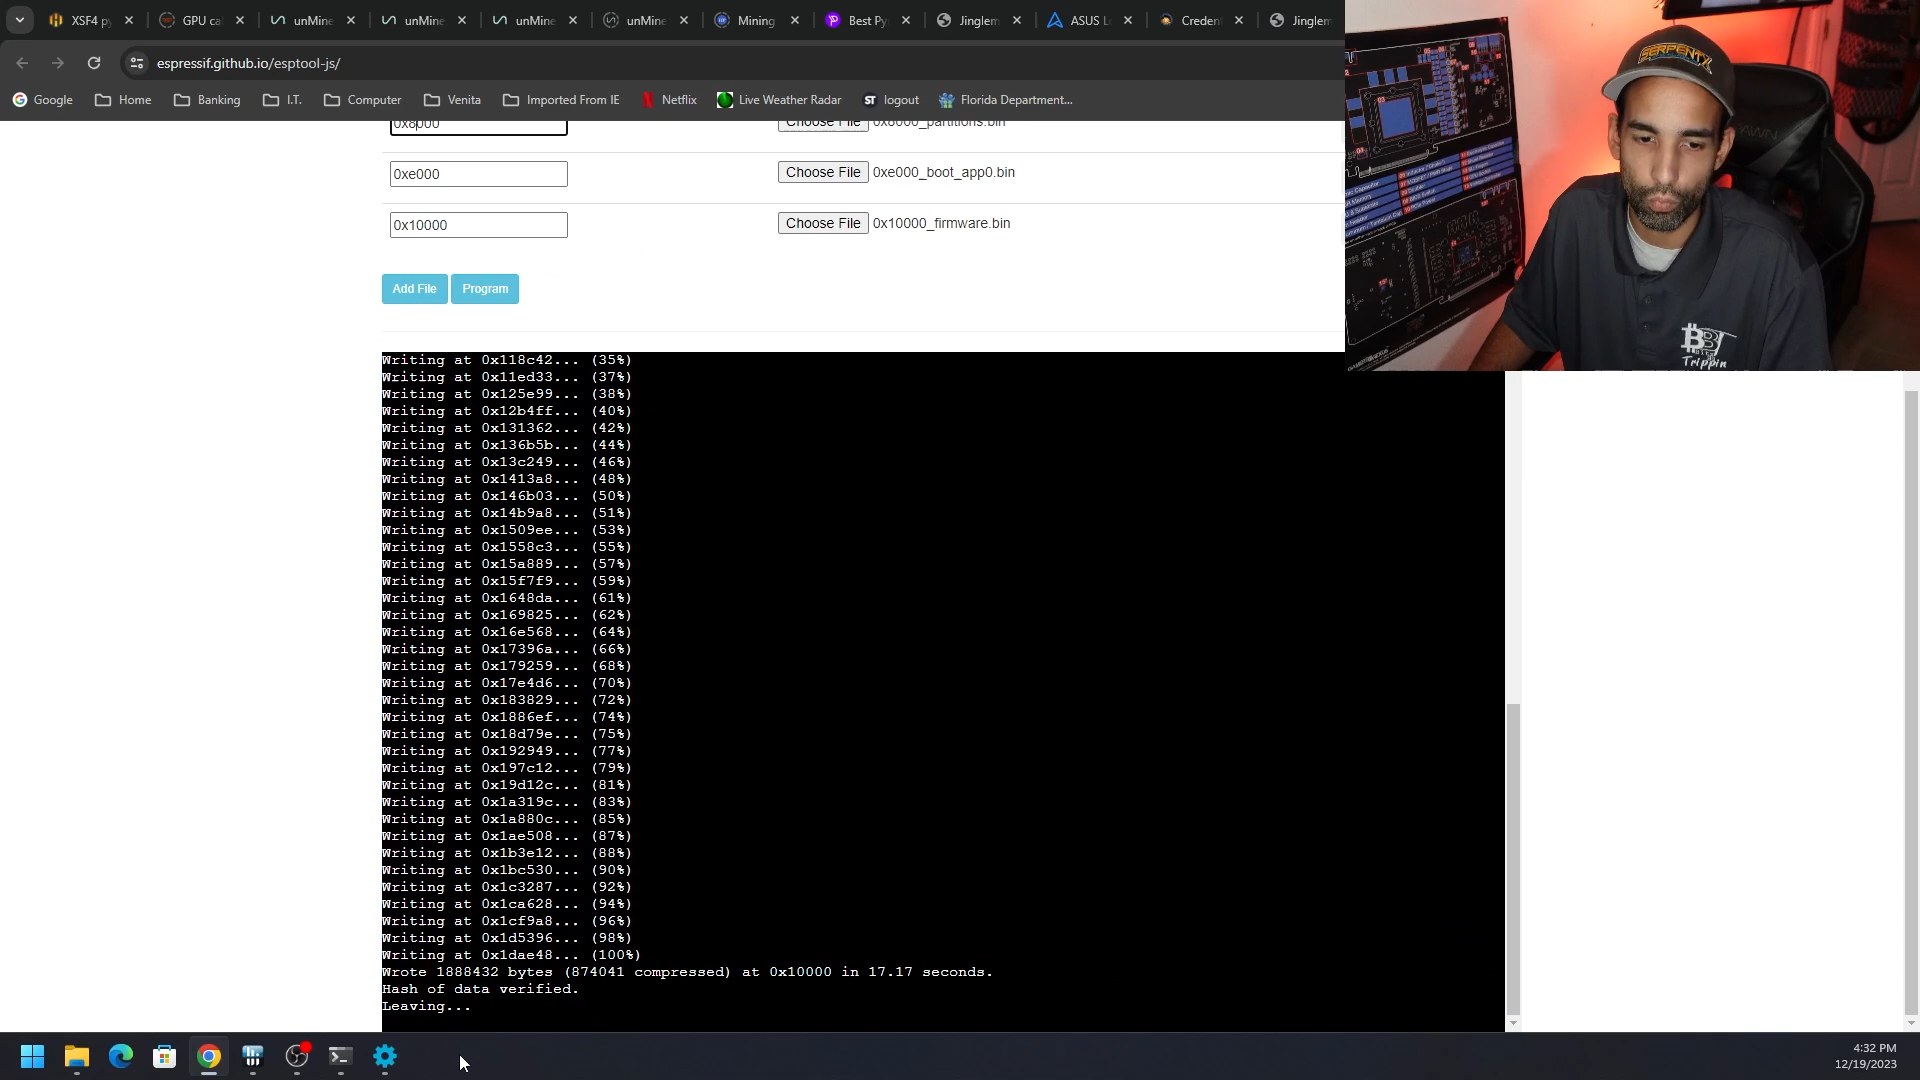 XSF4 py
GPU cal
unMine
unMine
unMine
unMine
Mining
Best Py
Jinglem
ASUS L
Creden
Jinglem
espressif.github.io/esptool-js/
Google
Home
Banking
I.T.
Computer
Venita
Imported From IE
Netflix
Live Weather Radar
ST logout
Florida Department...
0x8000
Choose File 0x8000_partitions.bin
0xe000
Choose File 0xe000_boot_app0.bin
0x10000
Choose File 0x10000_firmware.bin
Add File
Program
Writing at 0x118c42... (35%)
Writing at 0x11ed33... (37%)
Writing at 0x125e99... (38%)
Writing at 0x12b4ff... (40%)
Writing at 0x131362... (42%)
Writing at 0x136b5b... (44%)
Writing at 0x13c249... (46%)
Writing at 0x1413a8... (48%)
Writing at 0x146b03... (50%)
Writing at 0x14b9a8... (51%)
Writing at 0x1509ee... (53%)
Writing at 0x1558c3... (55%)
Writing at 0x15a889... (57%)
Writing at 0x15f7f9... (59%)
Writing at 0x1648da... (61%)
Writing at 0x169825... (62%)
Writing at 0x16e568... (64%)
Writing at 0x17396a... (66%)
Writing at 0x179259... (68%)
Writing at 0x17e4d6... (70%)
Writing at 0x183829... (72%)
Writing at 0x1886ef... (74%)
Writing at 0x18d79e... (75%)
Writing at 0x192949... (77%)
Writing at 0x197c12... (79%)
Writing at 0x19d12c... (81%)
Writing at 0x1a319c... (83%)
Writing at 0x1a880c... (85%)
Writing at 0x1ae508... (87%)
Writing at 0x1b3e12... (88%)
Writing at 0x1bc530... (90%)
Writing at 0x1c3287... (92%)
Writing at 0x1ca628... (94%)
Writing at 0x1cf9a8... (96%)
Writing at 0x1d5396... (98%)
Writing at 0x1dae48... (100%)
Wrote 1888432 bytes (874041 compressed) at 0x10000 in 17.17 seconds.
Hash of data verified.
Leaving...
SERPENTX
Trippin
4:32 PM
12/19/2023